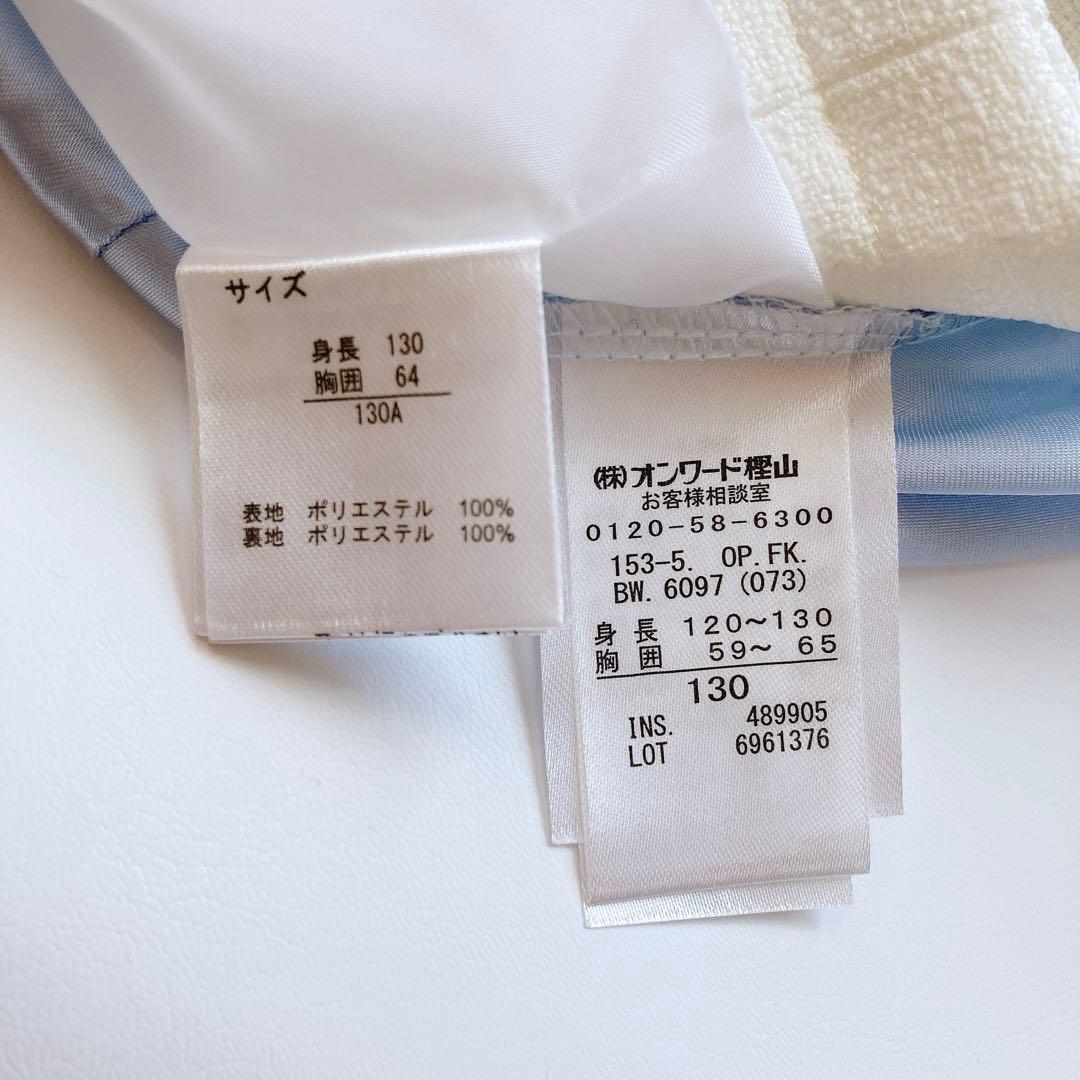 サイズ
身長 130
胸囲 64
130A
表地 ポリエステル 100%
裏地 ポリエステル 100%
(株)オンワード樫山
お客様相談室
0120-58-6300
153-5. OP.FK.
BW.6097(073)
身長 120〜130
胸囲 59〜 65
130
INS. 489905
LOT 6961376